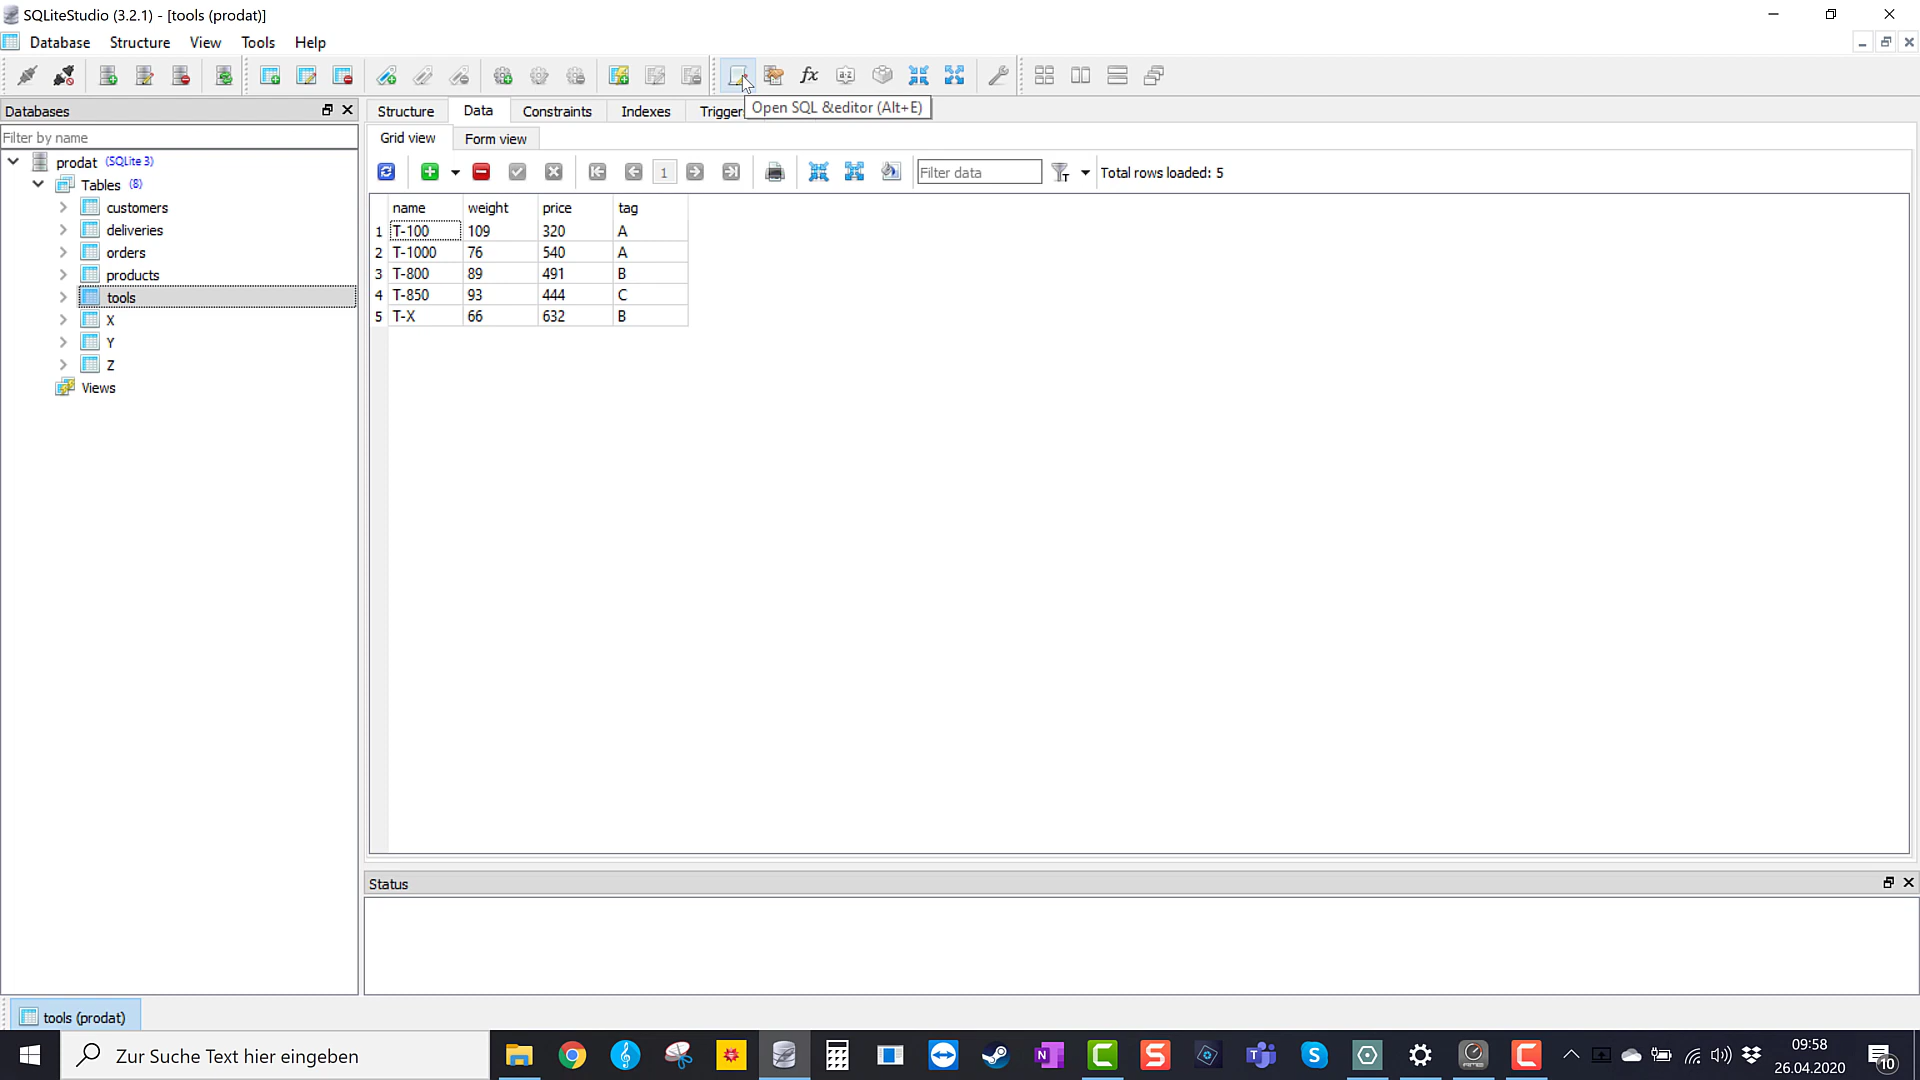 SQLiteStudio (3.2.1) - [tools (prodat)]
Database Structure View Tools Help
Open SQL &editor (Alt+E)
Databases
Filter by name
prodat (SQLite 3)
Tables (8)
customers
deliveries
orders
products
tools
X
Y
Z
Views
Structure Data Constraints Indexes Trigger
Grid view Form view
1 Filter data Total rows loaded: 5
name weight price tag
1 T-100 109 320 A
2 T-1000 76 540 A
3 T-800 89 491 B
4 T-850 93 444 C
5 T-X 66 632 B
Status
tools (prodat)
Zur Suche Text hier eingeben
09:58
26.04.2020
10